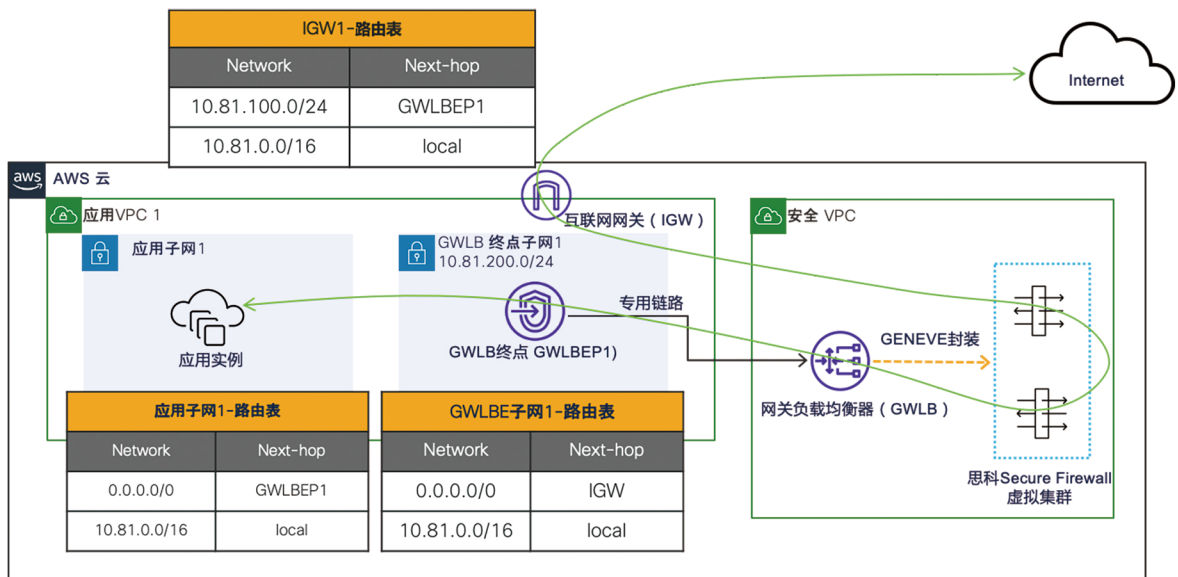 IGW1-路由表
Network Next-hop
10.81.100.0/24 GWLBEP1
10.81.0.0/16 local
Internet
aws AWS 云
互联网网关（IGW）
应用VPC 1
安全 VPC
应用子网1
GWLB 终点子网1
10.81.200.0/24
专用链路
应用实例
GWLB终点 GWLBEP1)
GENEVE封装
网关负载均衡器（GWLB）
思科Secure Firewall
虚拟集群
应用子网1-路由表
Network Next-hop
0.0.0.0/0 GWLBEP1
10.81.0.0/16 local
GWLBE子网1-路由表
Network Next-hop
0.0.0.0/0 IGW
10.81.0.0/16 local